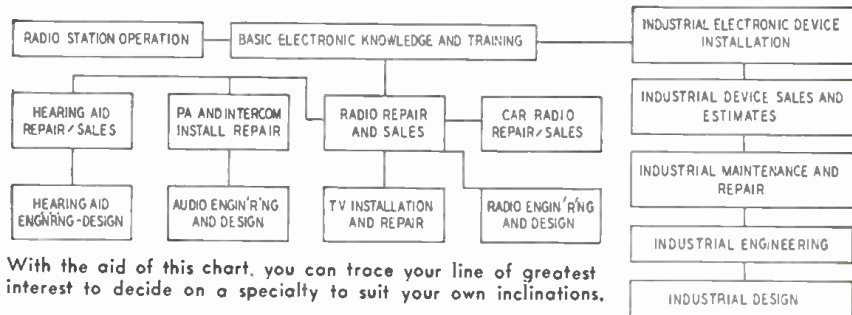 RADIO STATION OPERATION
BASIC ELECTRONIC KNOWLEDGE AND TRAINING
INDUSTRIAL ELECTRONIC DEVICE
INSTALLATION
HEARING AID
REPAIR/SALES
PA AND INTERCOM
INSTALL REPAIR
RADIO REPAIR
AND SALES
CAR RADIO
REPAIR/SALES
INDUSTRIAL DEVICE SALES AND
ESTIMATES
INDUSTRIAL MAINTENANCE AND
REPAIR
HEARING AID
ENGN'R'NG-DESIGN
AUDIO ENGIN'R'NG
AND DESIGN
TV INSTALLATION
AND REPAIR
RADIO ENGIN'R'NG
AND DESIGN
INDUSTRIAL ENGINEERING
INDUSTRIAL DESIGN
With the aid of this chart, you can trace your line of greatest
interest to decide on a specialty to suit your own inclinations.